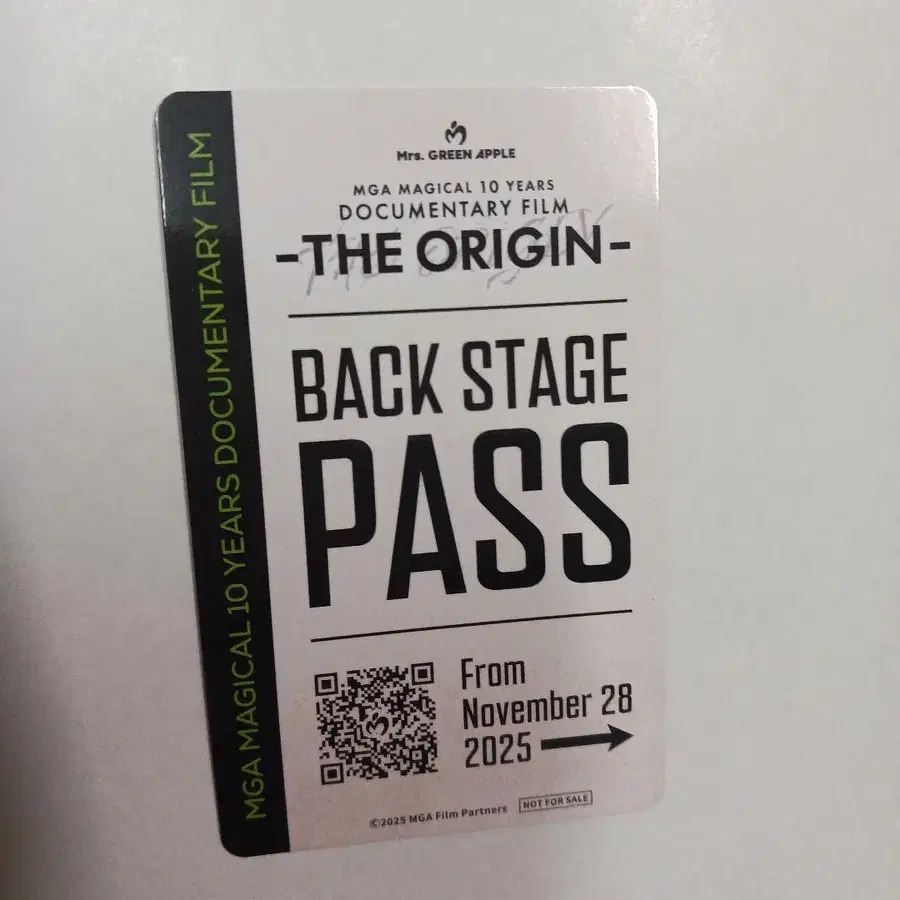 MGA MAGICAL 10 YEARS DOCUMENTARY FILM
Mrs. GREEN APPLE
MGA MAGICAL 10 YEARS
DOCUMENTARY FILM
-THE ORIGIN-
BACK STAGE
PASS
From
November 28
2025
©2025 MGA Film Partners
NOT FOR SALE